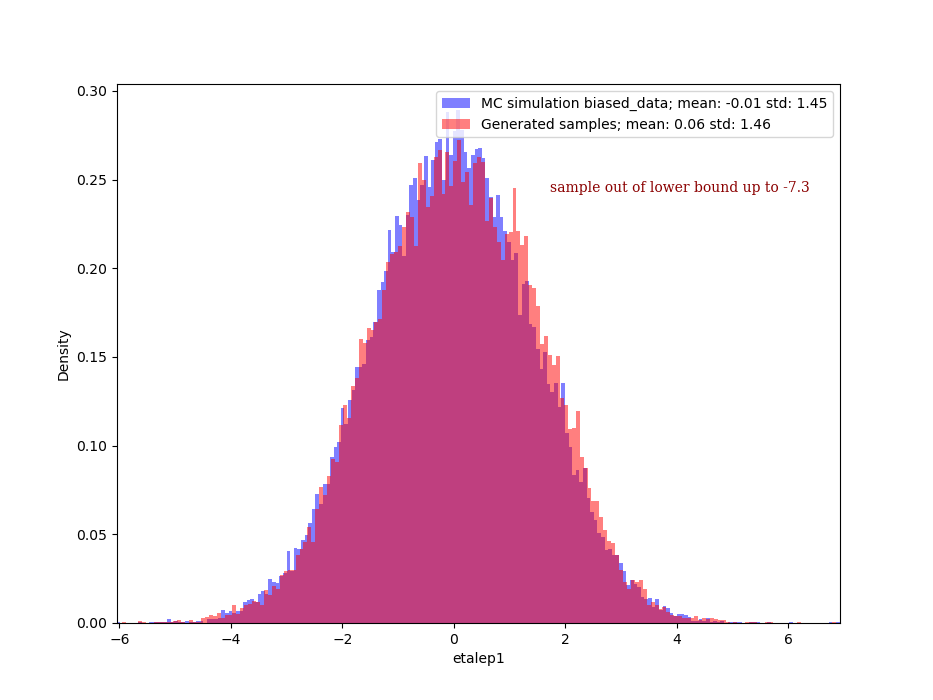 0.30
0.25
0.20
0.15
0.10
0.05
0.00
Density
MC simulation biased_data; mean: -0.01 std: 1.45
Generated samples; mean: 0.06 std: 1.46
sample out of lower bound up to -7.3
−6 −4 −2 0 2 4 6
etalep1